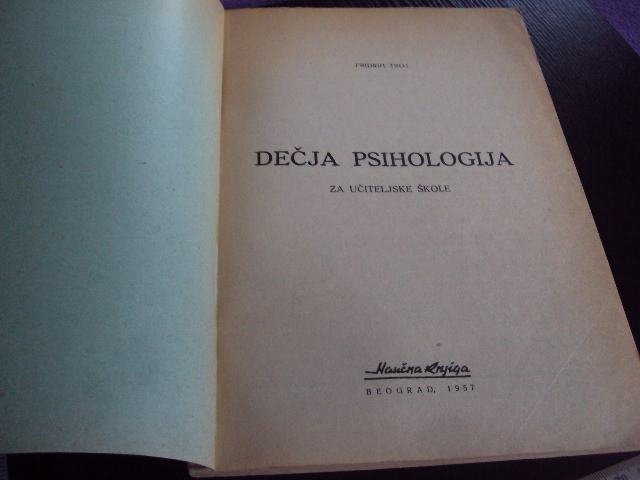 FRIDRIH TROJ
DEČJA PSIHOLOGIJA
ZA UČITELJSKE ŠKOLE
Naučna knjiga
BEOGRAD, 1957